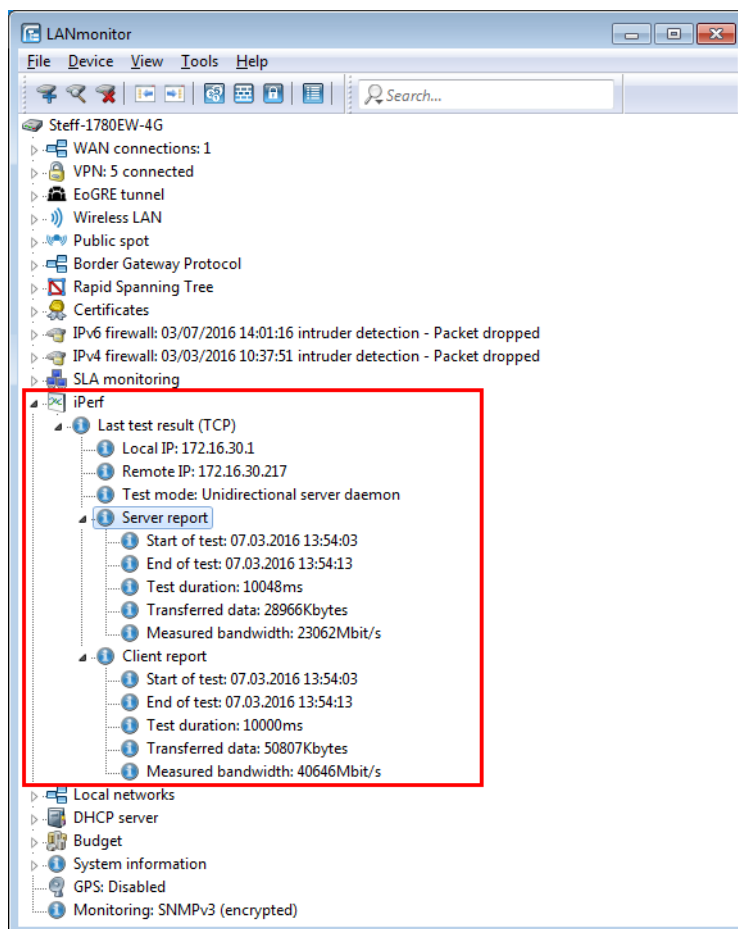 LANmonitor
File Device View Tools Help
Search...
Steff-1780EW-4G
WAN connections: 1
VPN: 5 connected
EoGRE tunnel
Wireless LAN
Public spot
Border Gateway Protocol
Rapid Spanning Tree
Certificates
IPv6 firewall: 03/07/2016 14:01:16 intruder detection - Packet dropped
IPv4 firewall: 03/03/2016 10:37:51 intruder detection - Packet dropped
SLA monitoring
iPerf
Last test result (TCP)
Local IP: 172.16.30.1
Remote IP: 172.16.30.217
Test mode: Unidirectional server daemon
Server report
Start of test: 07.03.2016 13:54:03
End of test: 07.03.2016 13:54:13
Test duration: 10048ms
Transferred data: 28966Kbytes
Measured bandwidth: 23062Mbit/s
Client report
Start of test: 07.03.2016 13:54:03
End of test: 07.03.2016 13:54:13
Test duration: 10000ms
Transferred data: 50807Kbytes
Measured bandwidth: 40646Mbit/s
Local networks
DHCP server
Budget
System information
GPS: Disabled
Monitoring: SNMPv3 (encrypted)